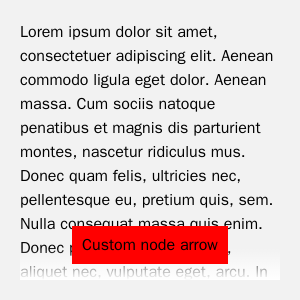 Lorem ipsum dolor sit amet,
consectetuer adipiscing elit. Aenean
commodo ligula eget dolor. Aenean
massa. Cum sociis natoque
penatibus et magnis dis parturient
montes, nascetur ridiculus mus.
Donec quam felis, ultricies nec,
pellentesque eu, pretium quis, sem.
Nulla consequat massa quis enim.
Donec
Custom node arrow
aliquet nec, vulputate eget, arcu. In